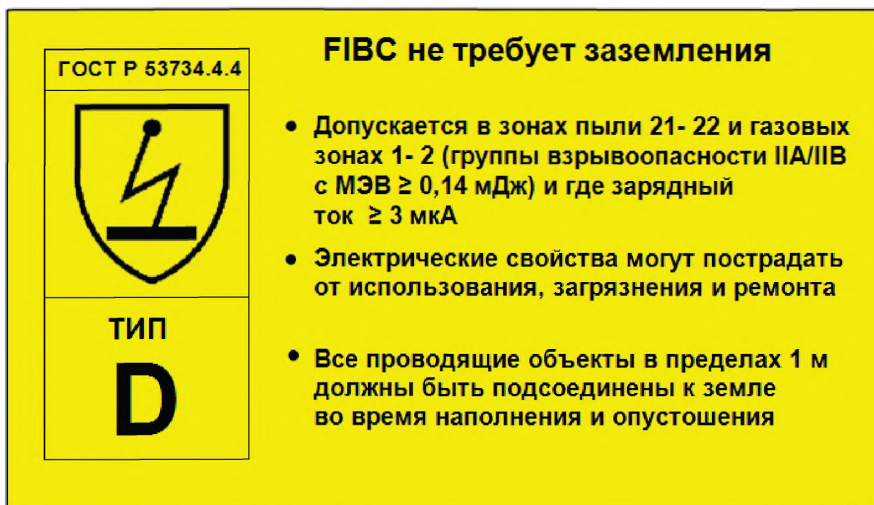 ГОСТ Р 53734.4.4
ТИП
D
FIBC не требует заземления
• Допускается в зонах пыли 21- 22 и газовых
зонах 1- 2 (группы взрывоопасности IIA/IIB
с МЭВ ≥ 0,14 мДж) и где зарядный
ток ≥ 3 мкА
• Электрические свойства могут пострадать
от использования, загрязнения и ремонта
• Все проводящие объекты в пределах 1 м
должны быть подсоединены к земле
во время наполнения и опустошения